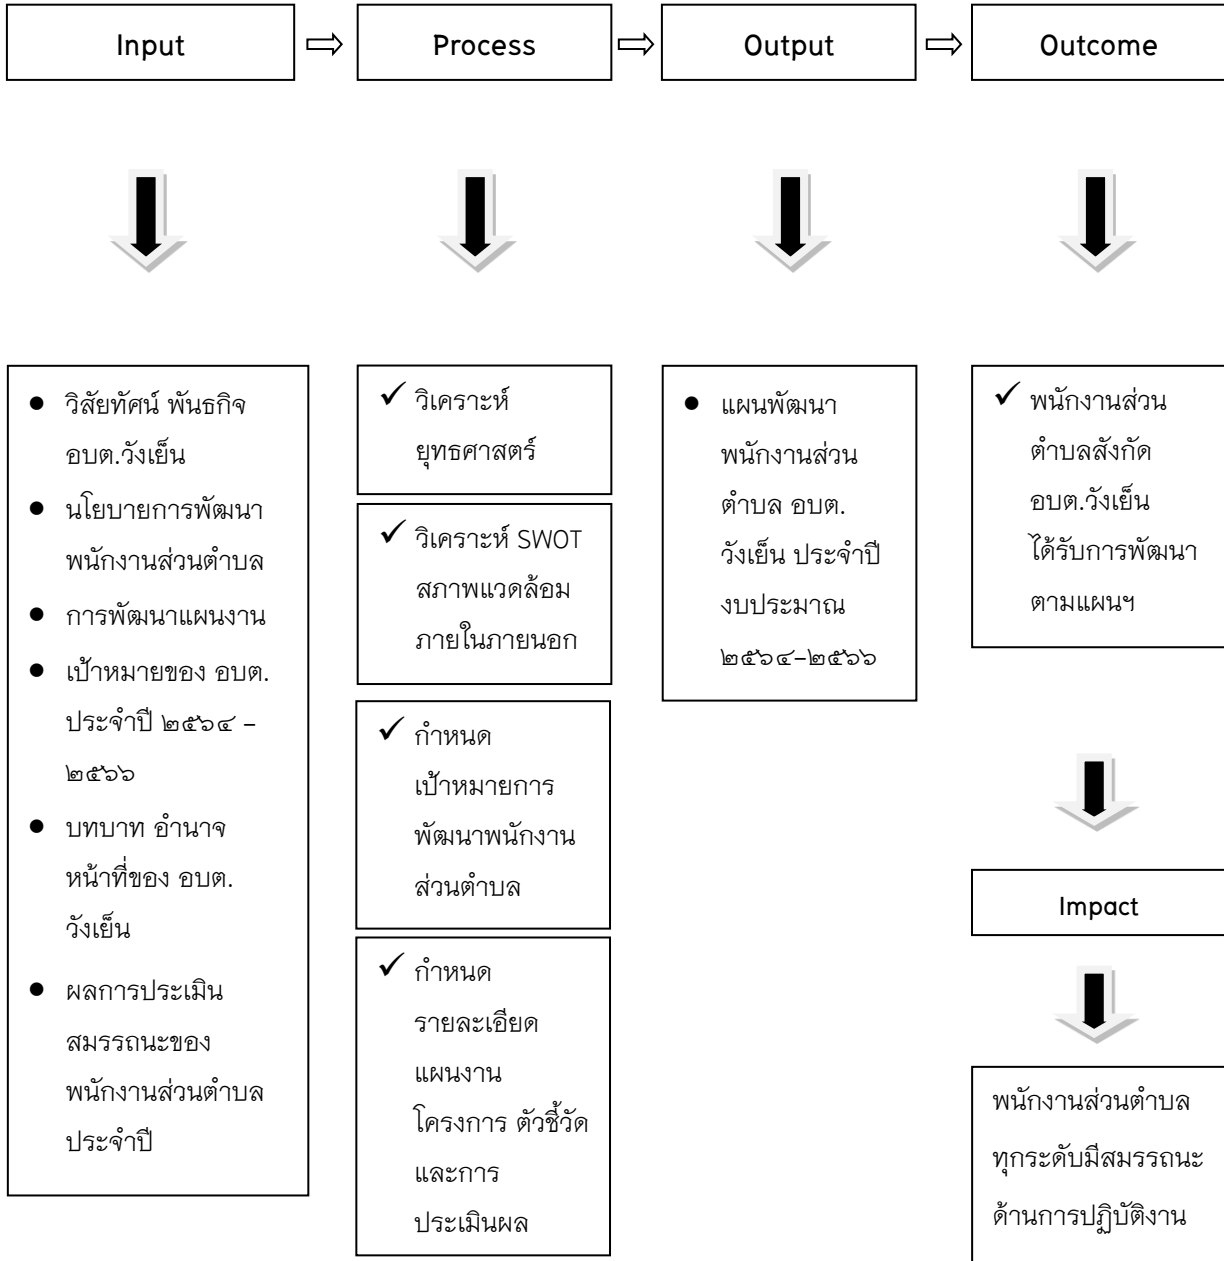 Input
Process
Output
Outcome
● วิสัยทัศน์ พันธกิจ
อบต.วังเย็น
● นโยบายการพัฒนา
พนักงานส่วนตำบล
● การพัฒนาแผนงาน
● เป้าหมายของ อบต.
ประจำปี ๒๕๖๔ –
๒๕๖๖
● บทบาท อำนาจ
หน้าที่ของ อบต.
วังเย็น
● ผลการประเมิน
สมรรถนะของ
พนักงานส่วนตำบล
ประจำปี
✓ วิเคราะห์
ยุทธศาสตร์
✓ วิเคราะห์ SWOT
สภาพแวดล้อม
ภายในภายนอก
✓ กำหนด
เป้าหมายการ
พัฒนาพนักงาน
ส่วนตำบล
✓ กำหนด
รายละเอียด
แผนงาน
โครงการ ตัวชี้วัด
และการ
ประเมินผล
● แผนพัฒนา
พนักงานส่วน
ตำบล อบต.
วังเย็น ประจำปี
งบประมาณ
๒๕๖๔–๒๕๖๖
✓ พนักงานส่วน
ตำบลสังกัด
อบต.วังเย็น
ได้รับการพัฒนา
ตามแผนฯ
Impact
พนักงานส่วนตำบล
ทุกระดับมีสมรรถนะ
ด้านการปฏิบัติงาน